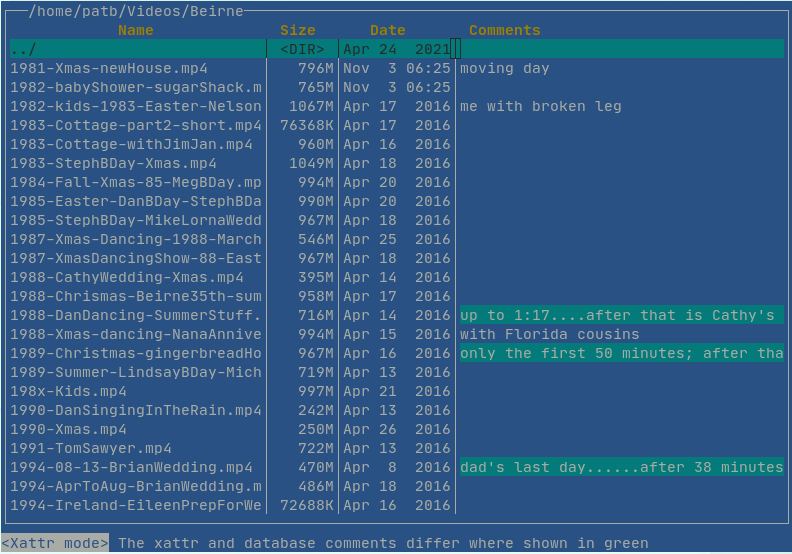 /home/patb/Videos/Beirne
Name Size Date Comments
../ <DIR> Apr 24 2021
1981-Xmas-newHouse.mp4 796M Nov 3 06:25 moving day
1982-babyShower-sugarShack.m 765M Nov 3 06:25
1982-kids-1983-Easter-Nelson 1067M Apr 17 2016 me with broken leg
1983-Cottage-part2-short.mp4 76368K Apr 17 2016
1983-Cottage-withJimJan.mp4 960M Apr 16 2016
1983-StephBDay-Xmas.mp4 1049M Apr 18 2016
1984-Fall-Xmas-85-MegBDay.mp 994M Apr 20 2016
1985-Easter-DanBDay-StephBDa 990M Apr 20 2016
1985-StephBDay-MikeLornaWedd 967M Apr 18 2016
1987-Xmas-Dancing-1988-March 546M Apr 25 2016
1987-XmasDancingShow-88-East 967M Apr 18 2016
1988-CathyWedding-Xmas.mp4 395M Apr 14 2016
1988-Chrismas-Beirne35th-sum 958M Apr 17 2016
1988-DanDancing-SummerStuff. 716M Apr 14 2016 up to 1:17....after that is Cathy's
1988-Xmas-dancing-NanaAnnive 994M Apr 15 2016 with Florida cousins
1989-Christmas-gingerbreadHo 967M Apr 16 2016 only the first 50 minutes; after tha
1989-Summer-LindsayBDay-Mich 719M Apr 13 2016
198x-Kids.mp4 997M Apr 21 2016
1990-DanSingingInTheRain.mp4 242M Apr 13 2016
1990-Xmas.mp4 250M Apr 26 2016
1991-TomSawyer.mp4 722M Apr 13 2016
1994-08-13-BrianWedding.mp4 470M Apr 8 2016 dad's last day......after 38 minutes
1994-AprToAug-BrianWedding.m 486M Apr 18 2016
1994-Ireland-EileenPrepForWe 72688K Apr 16 2016
<Xattr mode> The xattr and database comments differ where shown in green